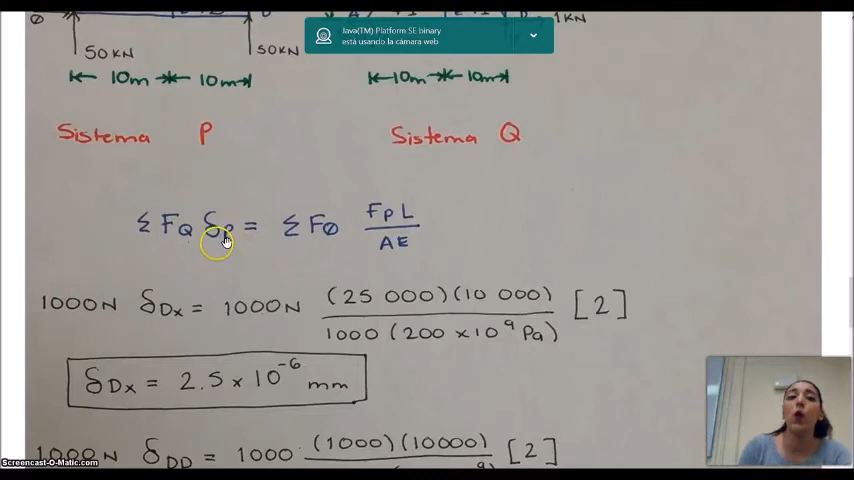 Java(TM) Platform SE binary
está usando la cámara web
1KN
50KN
50KN
10m
10m
10m
10m
Sistema P
Sistema Q
Σ FQ δP = Σ FQ FpL / AE
1000N δDx = 1000N (25 000)(10 000) / 1000 (200 x10⁹ Pa) [2]
δDx = 2.5 x 10⁻⁶ mm
1000N δDD = 1000 (1000)(10000) [2]
Screencast-O-Matic.com